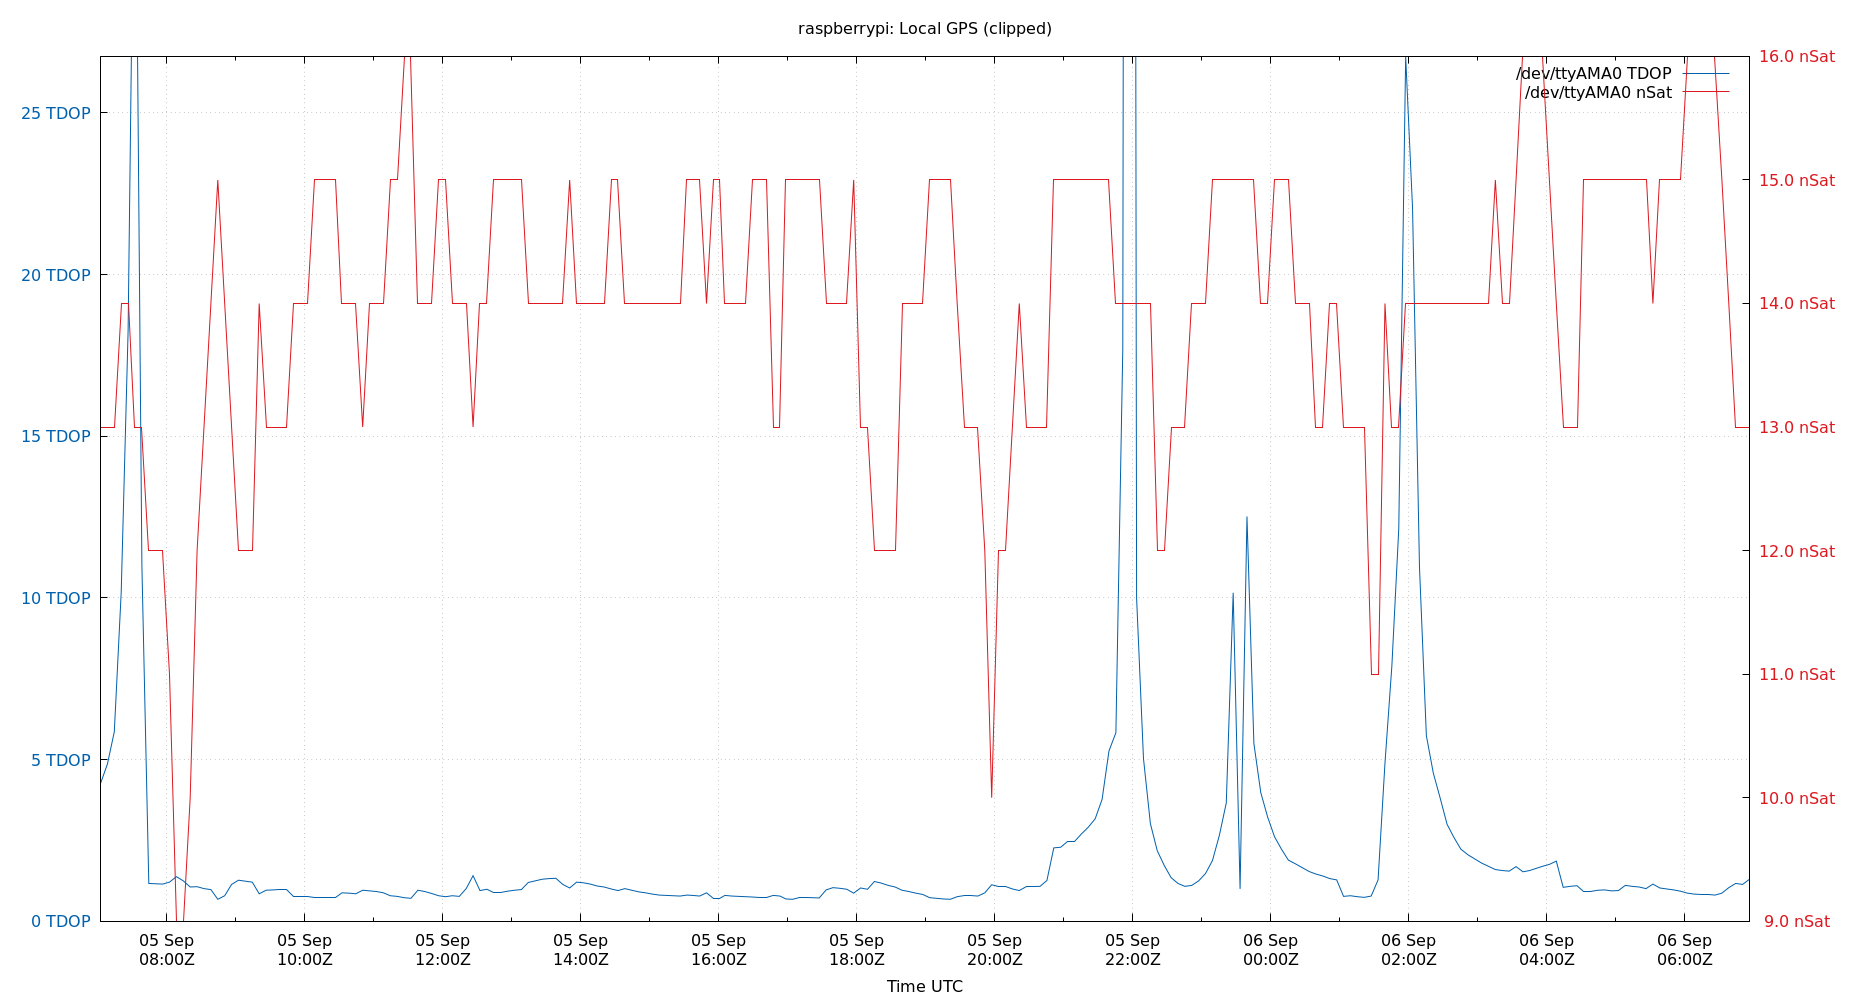 raspberrypi: Local GPS (clipped)
/dev/ttyAMA0 TDOP
/dev/ttyAMA0 nSat
25 TDOP
20 TDOP
15 TDOP
10 TDOP
5 TDOP
0 TDOP
16.0 nSat
15.0 nSat
14.0 nSat
13.0 nSat
12.0 nSat
11.0 nSat
10.0 nSat
9.0 nSat
05 Sep 05 Sep 05 Sep 05 Sep 05 Sep 05 Sep 05 Sep 05 Sep 06 Sep 06 Sep 06 Sep 06 Sep
08:00Z 10:00Z 12:00Z 14:00Z 16:00Z 18:00Z 20:00Z 22:00Z 00:00Z 02:00Z 04:00Z 06:00Z
Time UTC